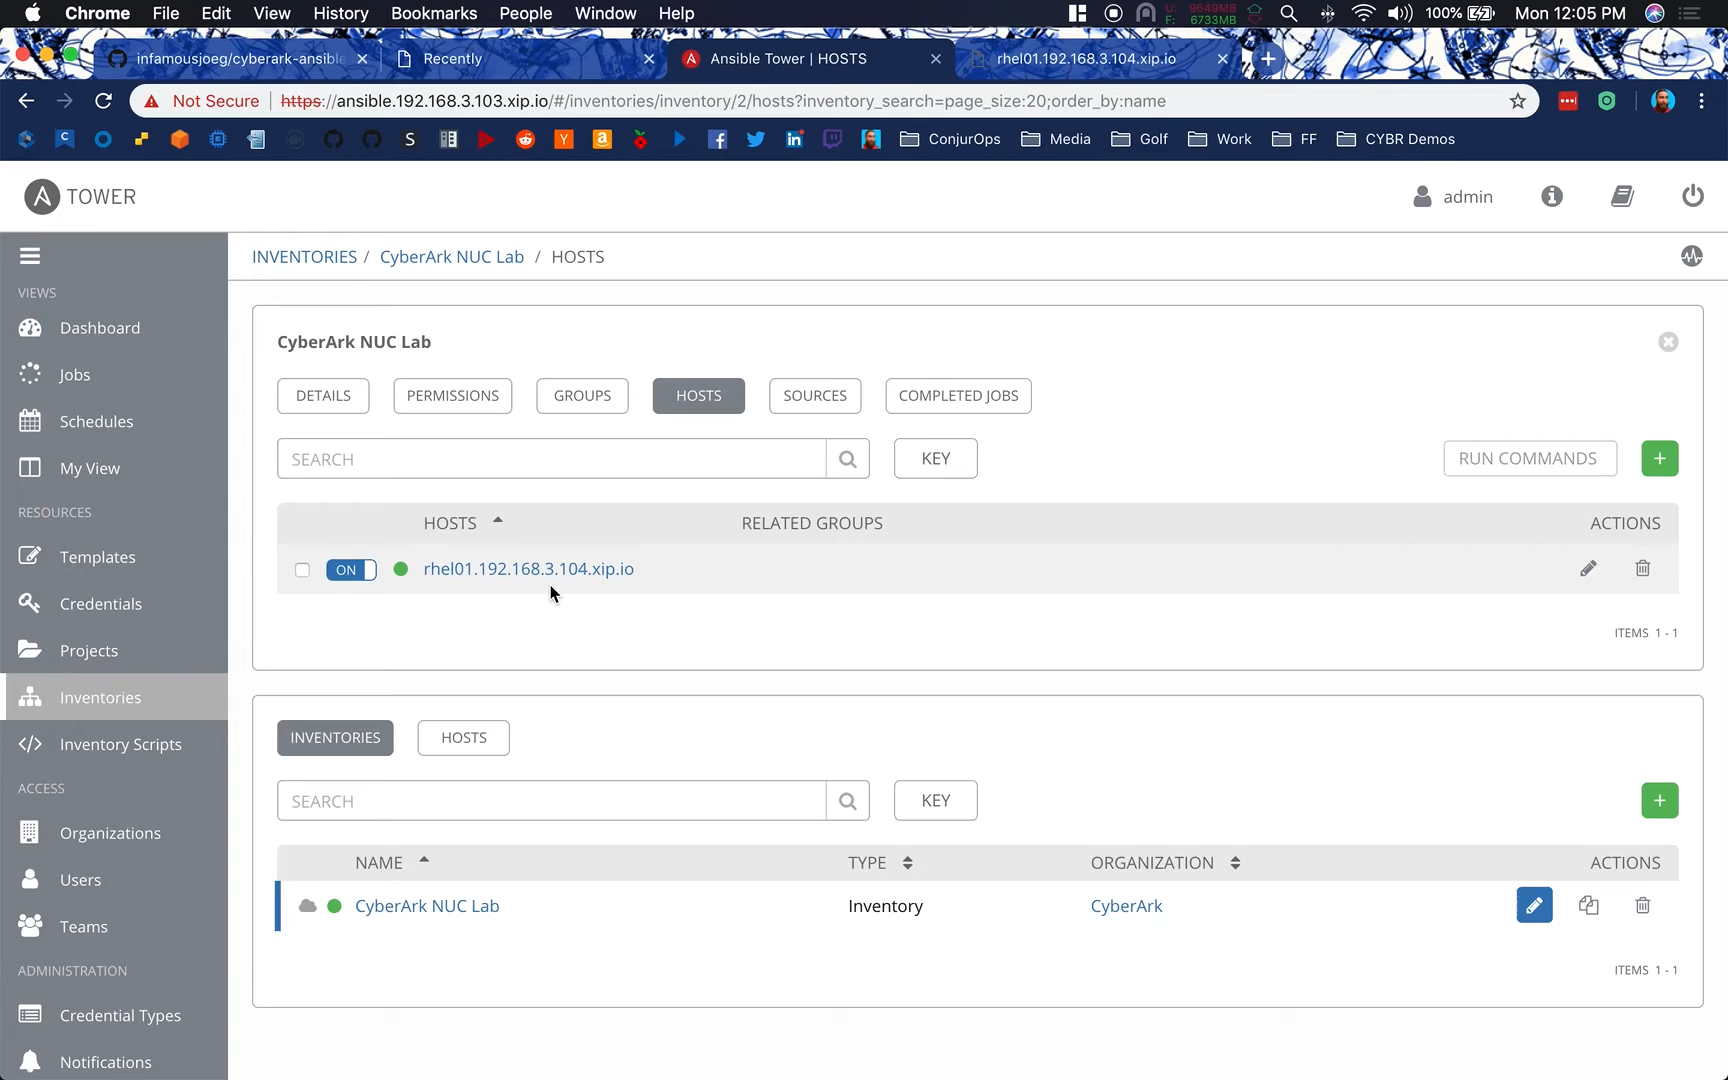 Chrome File Edit View History Bookmarks People Window Help U: 9649MB F: 6733MB 100% Mon 12:05 PM
infamousjoeg/cyberark-ansible Recently Ansible Tower | HOSTS rhel01.192.168.3.104.xip.io
Not Secure https://ansible.192.168.3.103.xip.io/#/inventories/inventory/2/hosts?inventory_search=page_size:20;order_by:name
ConjurOps Media Golf Work FF CYBR Demos
A TOWER admin
INVENTORIES / CyberArk NUC Lab / HOSTS
VIEWS
Dashboard
Jobs
Schedules
My View
RESOURCES
Templates
Credentials
Projects
Inventories
Inventory Scripts
ACCESS
Organizations
Users
Teams
ADMINISTRATION
Credential Types
Notifications
CyberArk NUC Lab
DETAILS PERMISSIONS GROUPS HOSTS SOURCES COMPLETED JOBS
SEARCH KEY RUN COMMANDS +
HOSTS RELATED GROUPS ACTIONS
ON rhel01.192.168.3.104.xip.io
ITEMS 1 - 1
INVENTORIES HOSTS
SEARCH KEY +
NAME TYPE ORGANIZATION ACTIONS
CyberArk NUC Lab Inventory CyberArk
ITEMS 1 - 1